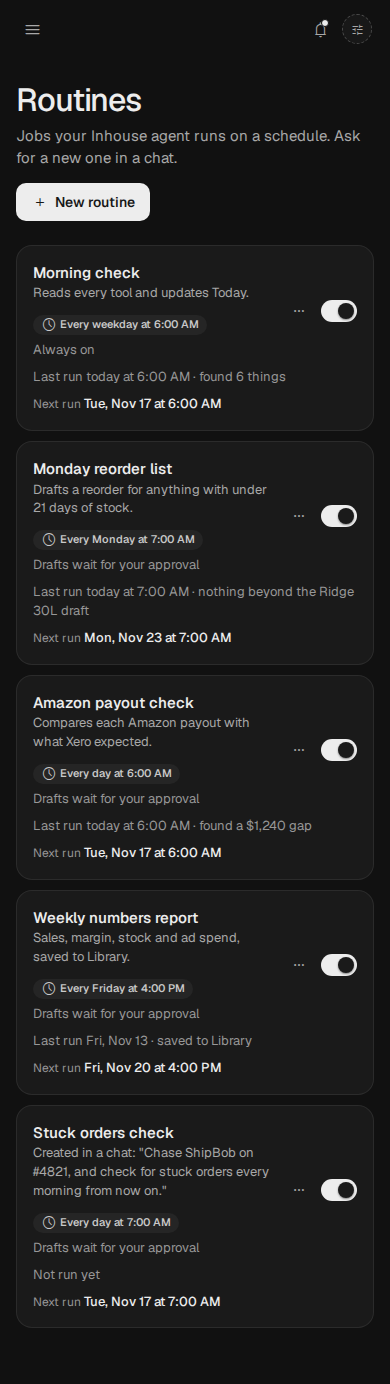 Routines
Jobs your Inhouse agent runs on a schedule. Ask
for a new one in a chat.
+ New routine
Morning check
Reads every tool and updates Today.
Every weekday at 6:00 AM
Always on
Last run today at 6:00 AM · found 6 things
Next run Tue, Nov 17 at 6:00 AM
Monday reorder list
Drafts a reorder for anything with under
21 days of stock.
Every Monday at 7:00 AM
Drafts wait for your approval
Last run today at 7:00 AM · nothing beyond the Ridge
30L draft
Next run Mon, Nov 23 at 7:00 AM
Amazon payout check
Compares each Amazon payout with
what Xero expected.
Every day at 6:00 AM
Drafts wait for your approval
Last run today at 6:00 AM · found a $1,240 gap
Next run Tue, Nov 17 at 6:00 AM
Weekly numbers report
Sales, margin, stock and ad spend,
saved to Library.
Every Friday at 4:00 PM
Drafts wait for your approval
Last run Fri, Nov 13 · saved to Library
Next run Fri, Nov 20 at 4:00 PM
Stuck orders check
Created in a chat: "Chase ShipBob on
#4821, and check for stuck orders every
morning from now on."
Every day at 7:00 AM
Drafts wait for your approval
Not run yet
Next run Tue, Nov 17 at 7:00 AM